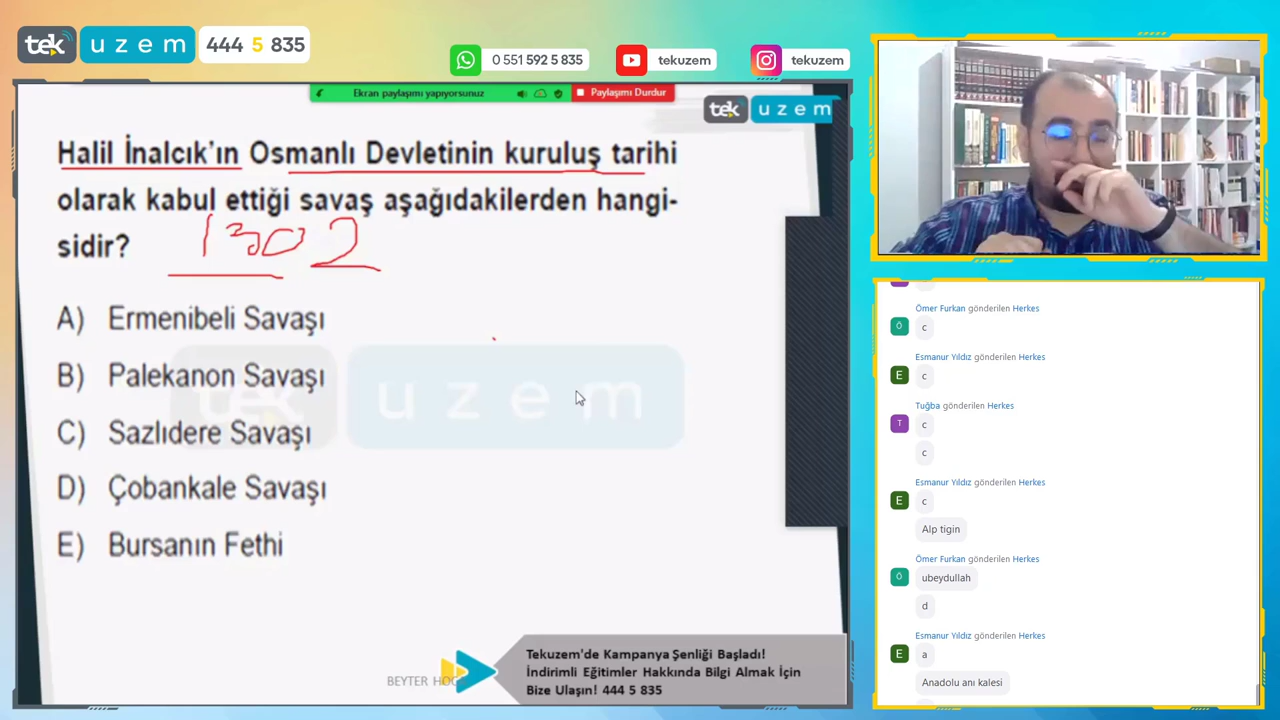 tek uzem 444 5 835
0 551 592 5 835
tekuzem
tekuzem
Ekran paylaşımı yapıyorsunuz
Paylaşımı Durdur
tek uzem
Halil İnalcık’ın Osmanlı Devletinin kuruluş tarihi
olarak kabul ettiği savaş aşağıdakilerden hangi-
sidir?
1302
A) Ermenibeli Savaşı
B) Palekanon Savaşı
C) Sazlıdere Savaşı
D) Çobankale Savaşı
E) Bursanın Fethi
tek uzem
BEYTER HO
Tekuzem'de Kampanya Şenliği Başladı!
İndirimli Eğitimler Hakkında Bilgi Almak İçin
Bize Ulaşın! 444 5 835
Ömer Furkan gönderilen Herkes
Ö
c
Esmanur Yıldız gönderilen Herkes
E
c
Tuğba gönderilen Herkes
T
c
c
Esmanur Yıldız gönderilen Herkes
E
c
Alp tigin
Ömer Furkan gönderilen Herkes
Ö
ubeydullah
d
Esmanur Yıldız gönderilen Herkes
E
a
Anadolu anı kalesi